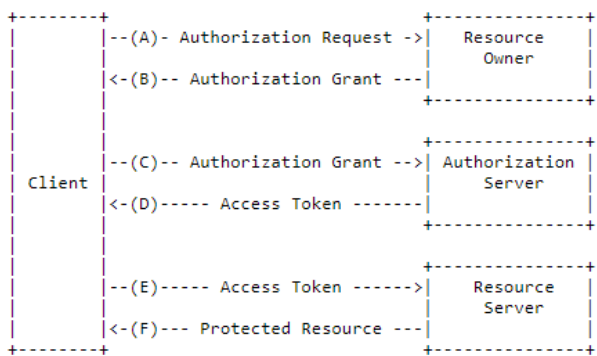 +--------+                               +---------------+
|        |--(A)- Authorization Request ->|   Resource    |
|        |                               |     Owner     |
|        |<-(B)-- Authorization Grant ---|               |
|        |                               +---------------+
|        |
|        |                               +---------------+
|        |--(C)-- Authorization Grant -->| Authorization |
| Client |                               |     Server    |
|        |<-(D)----- Access Token -------|               |
|        |                               +---------------+
|        |
|        |                               +---------------+
|        |--(E)----- Access Token ------>|    Resource   |
|        |                               |     Server    |
|        |<-(F)--- Protected Resource ---|               |
+--------+                               +---------------+